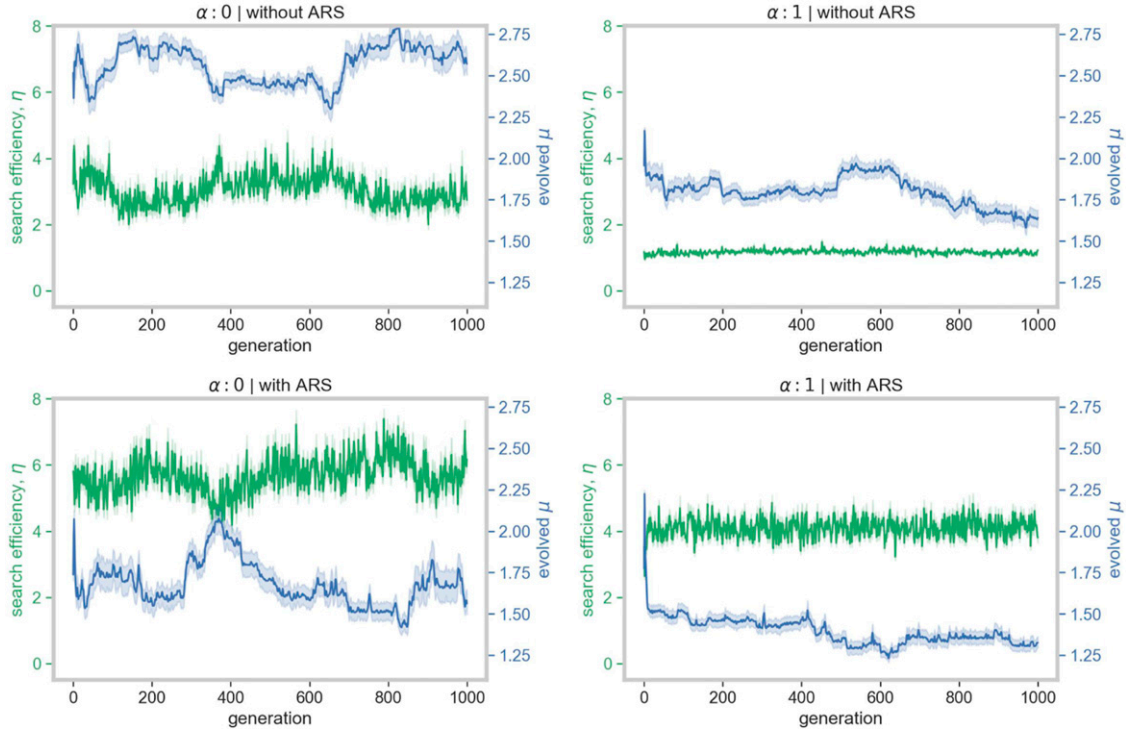 α : 0 | without ARS
8
6
4
2
0
search efficiency, η
2.75
2.50
2.25
2.00
1.75
1.50
1.25
evolved μ
0 200 400 600 800 1000
generation
α : 1 | without ARS
8
6
4
2
0
search efficiency, η
2.75
2.50
2.25
2.00
1.75
1.50
1.25
evolved μ
0 200 400 600 800 1000
generation
α : 0 | with ARS
8
6
4
2
0
search efficiency, η
2.75
2.50
2.25
2.00
1.75
1.50
1.25
evolved μ
0 200 400 600 800 1000
generation
α : 1 | with ARS
8
6
4
2
0
search efficiency, η
2.75
2.50
2.25
2.00
1.75
1.50
1.25
evolved μ
0 200 400 600 800 1000
generation